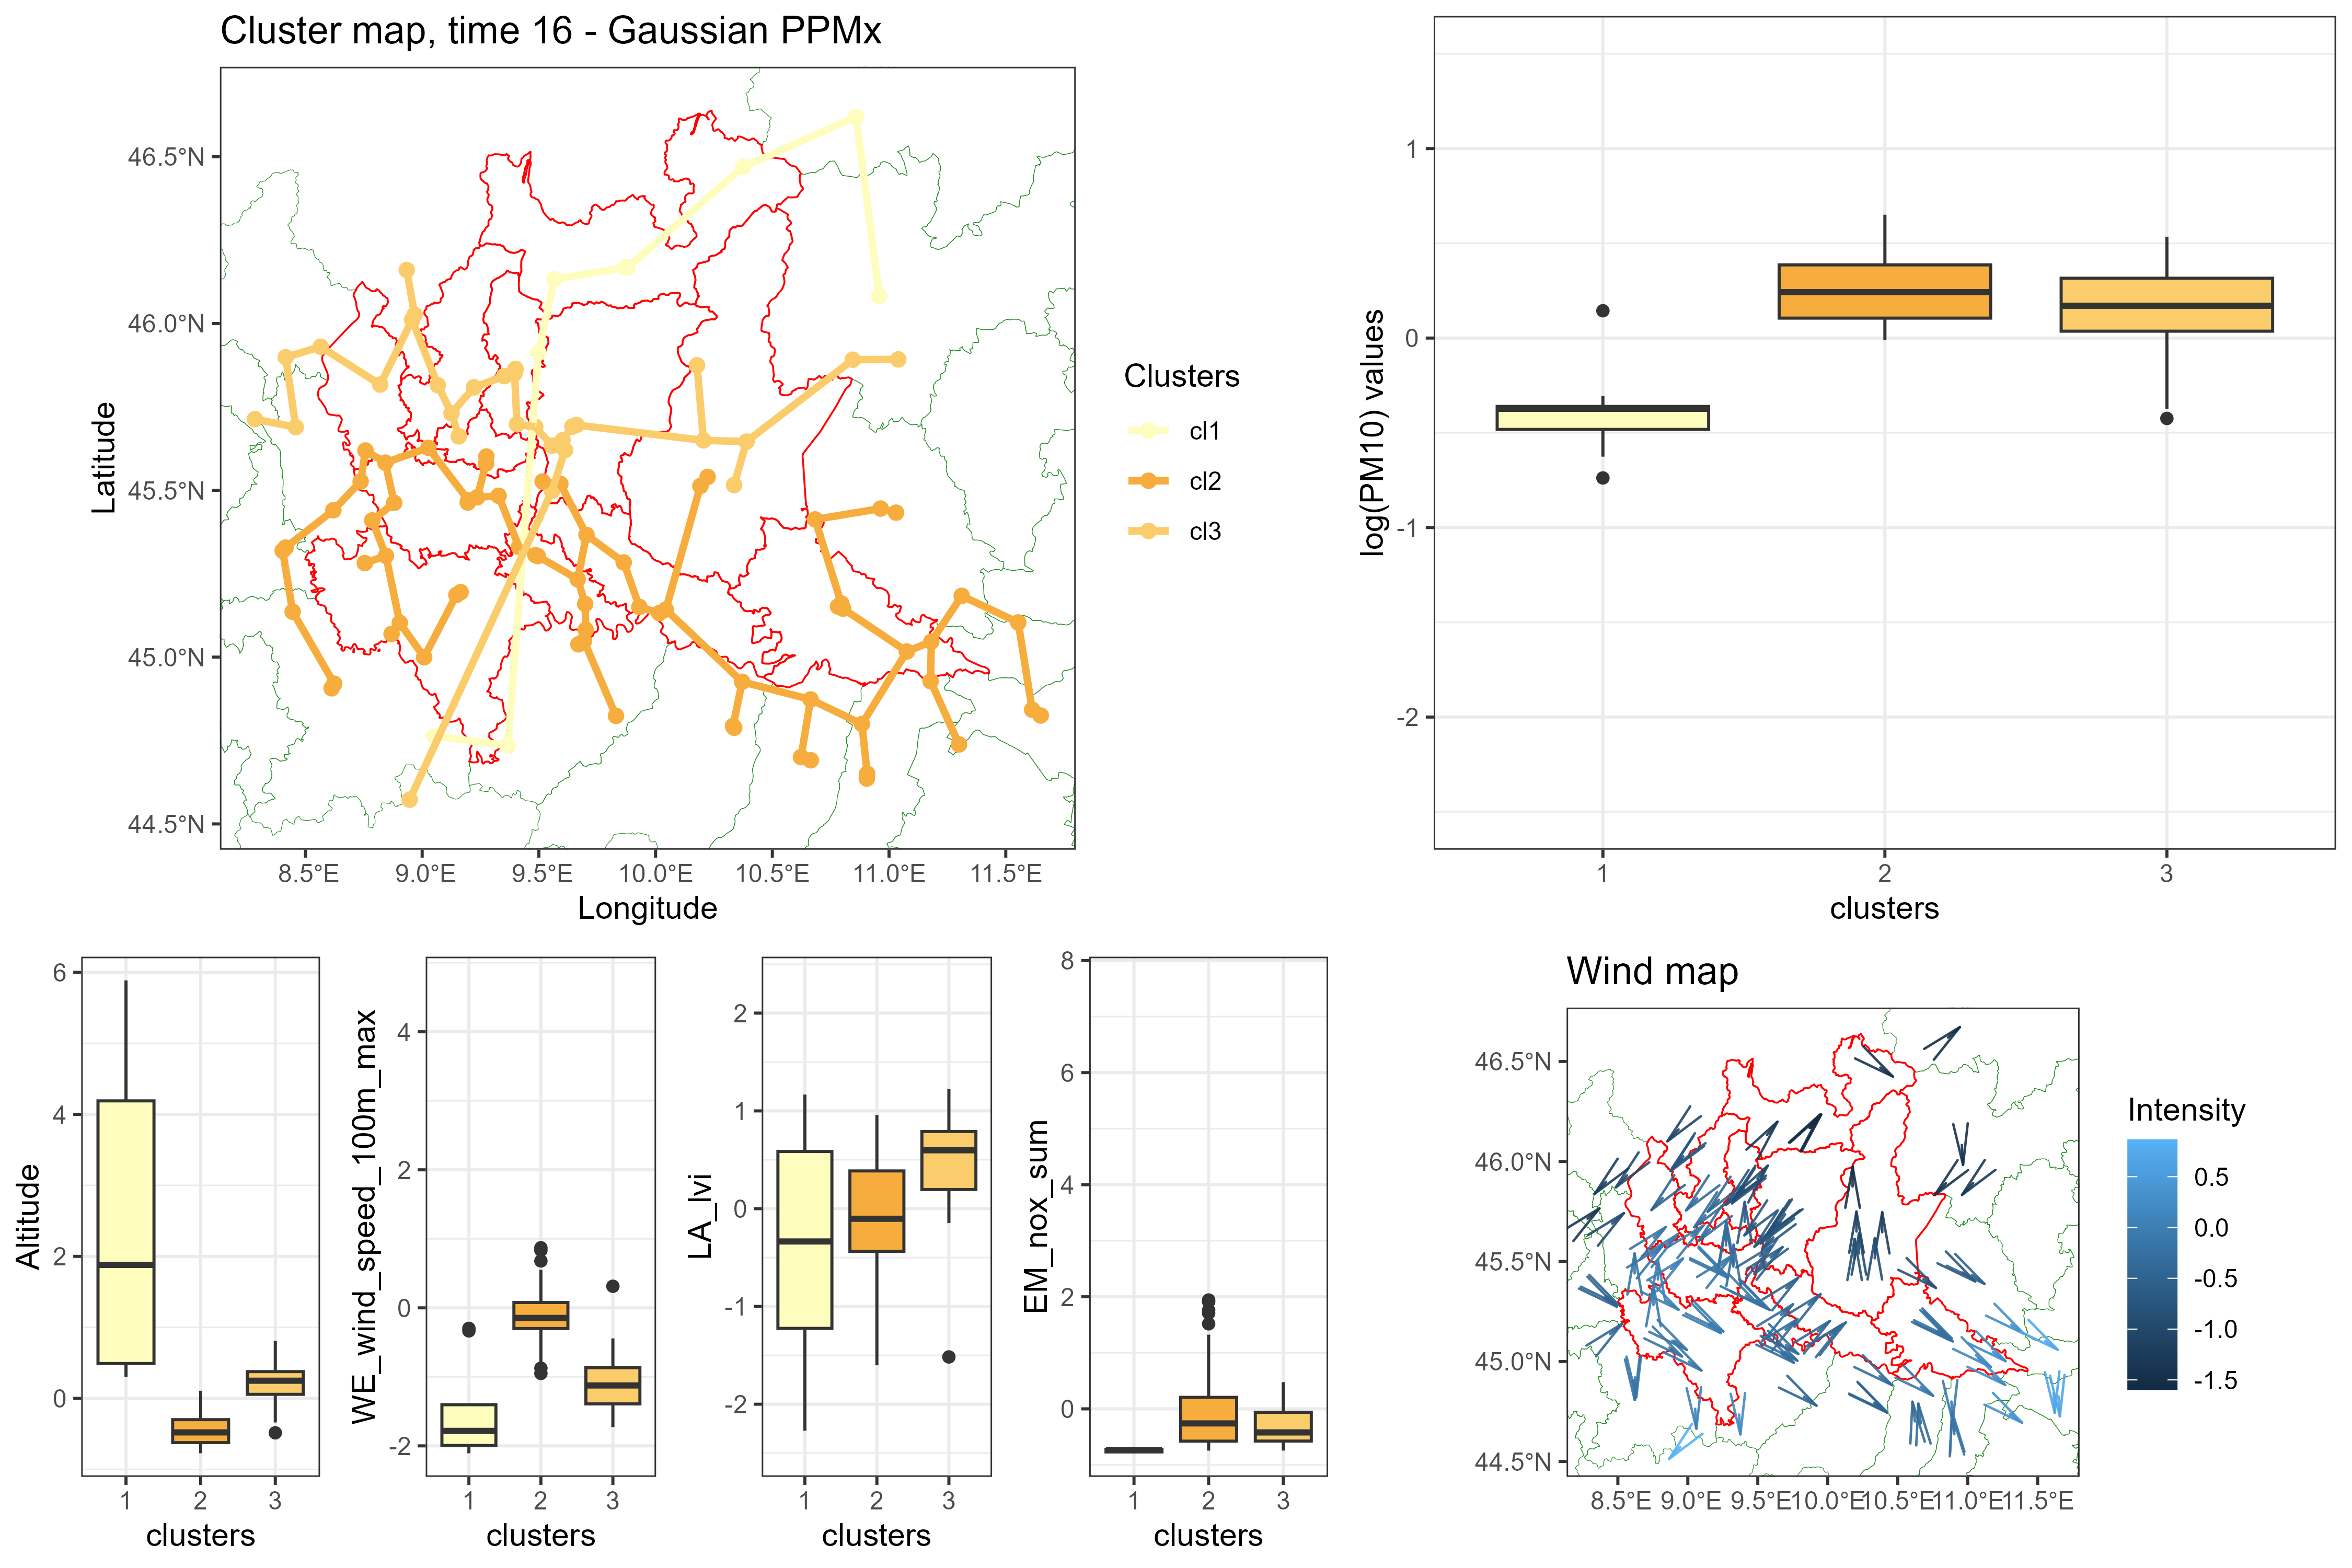 Cluster map, time 16 - Gaussian PPMx
46.5°N
46.0°N
45.5°N
45.0°N
44.5°N
Latitude
8.5°E 9.0°E 9.5°E 10.0°E 10.5°E 11.0°E 11.5°E
Longitude
Clusters
cl1
cl2
cl3
1
0
-1
-2
log(PM10) values
1 2 3
clusters
6
4
2
0
Altitude
1 2 3
clusters
4
2
0
-2
WE_wind_speed_100m_max
1 2 3
clusters
2
1
0
-1
-2
LA_lvi
1 2 3
clusters
8
6
4
2
0
EM_nox_sum
1 2 3
clusters
Wind map
46.5°N
46.0°N
45.5°N
45.0°N
44.5°N
8.5°E 9.0°E 9.5°E 10.0°E 10.5°E 11.0°E 11.5°E
Intensity
0.5
0.0
-0.5
-1.0
-1.5